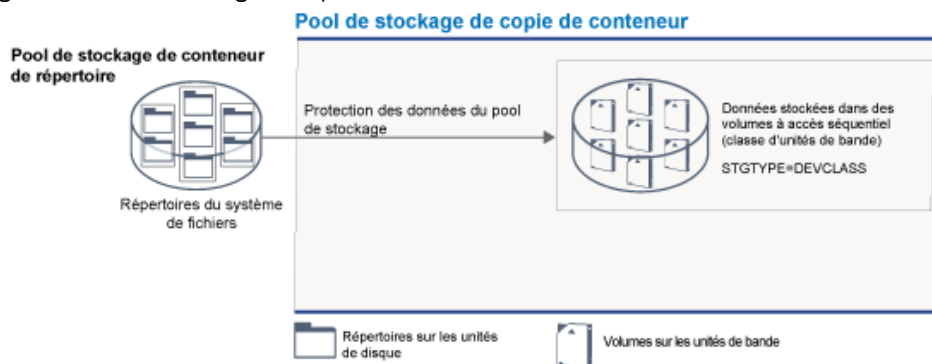 Pool de stockage de copie de conteneur
Pool de stockage de conteneur
de répertoire
Protection des données du pool
de stockage
Données stockées dans des
volumes à accès séquentiel
(classe d'unités de bande)
STGTYPE=DEVCLASS
Répertoires du système
de fichiers
Répertoires sur les unités
de disque
Volumes sur les unités de bande